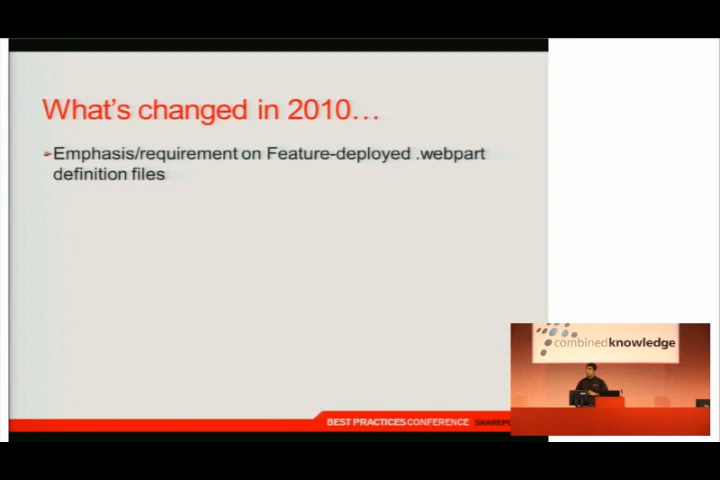 What's changed in 2010…
Emphasis/requirement on Feature-deployed .webpart
definition files
combinedknowledge
BEST PRACTICES CONFERENCE